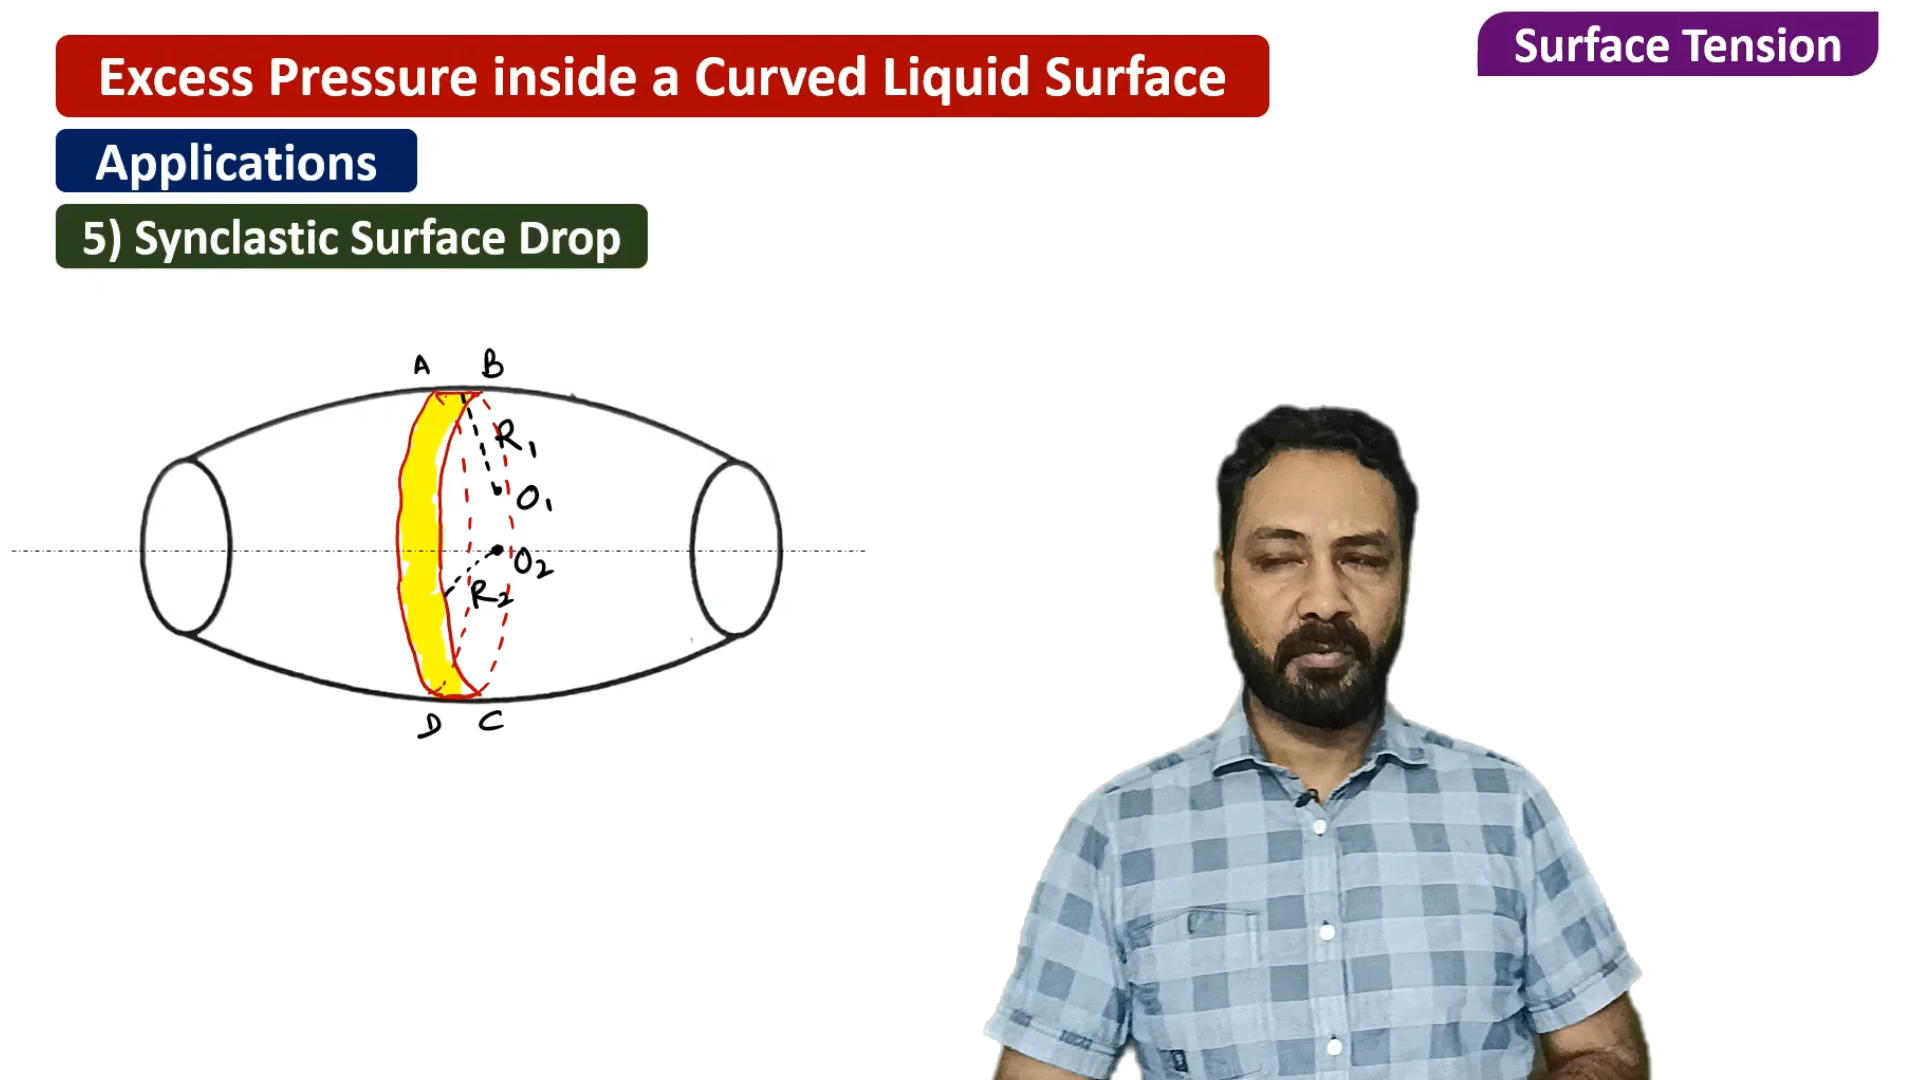 Surface Tension
Excess Pressure inside a Curved Liquid Surface
Applications
5) Synclastic Surface Drop
A B
R₁
O₁
O₂
R₂
D C